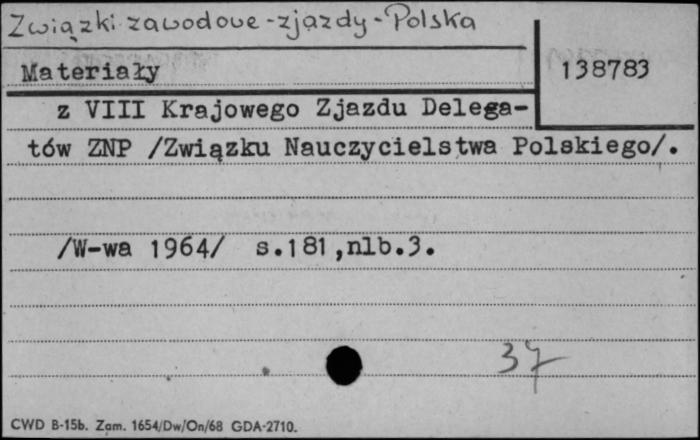 Związki zawodowe - zjazdy - Polska
Materiały
138783
z VIII Krajowego Zjazdu Delega-
tów ZNP /Związku Nauczycielstwa Polskiego/.
/W-wa 1964/ s.181,nlb.3.
37
CWD B-15b. Zam. 1654/Dw/On/68 GDA-2710.